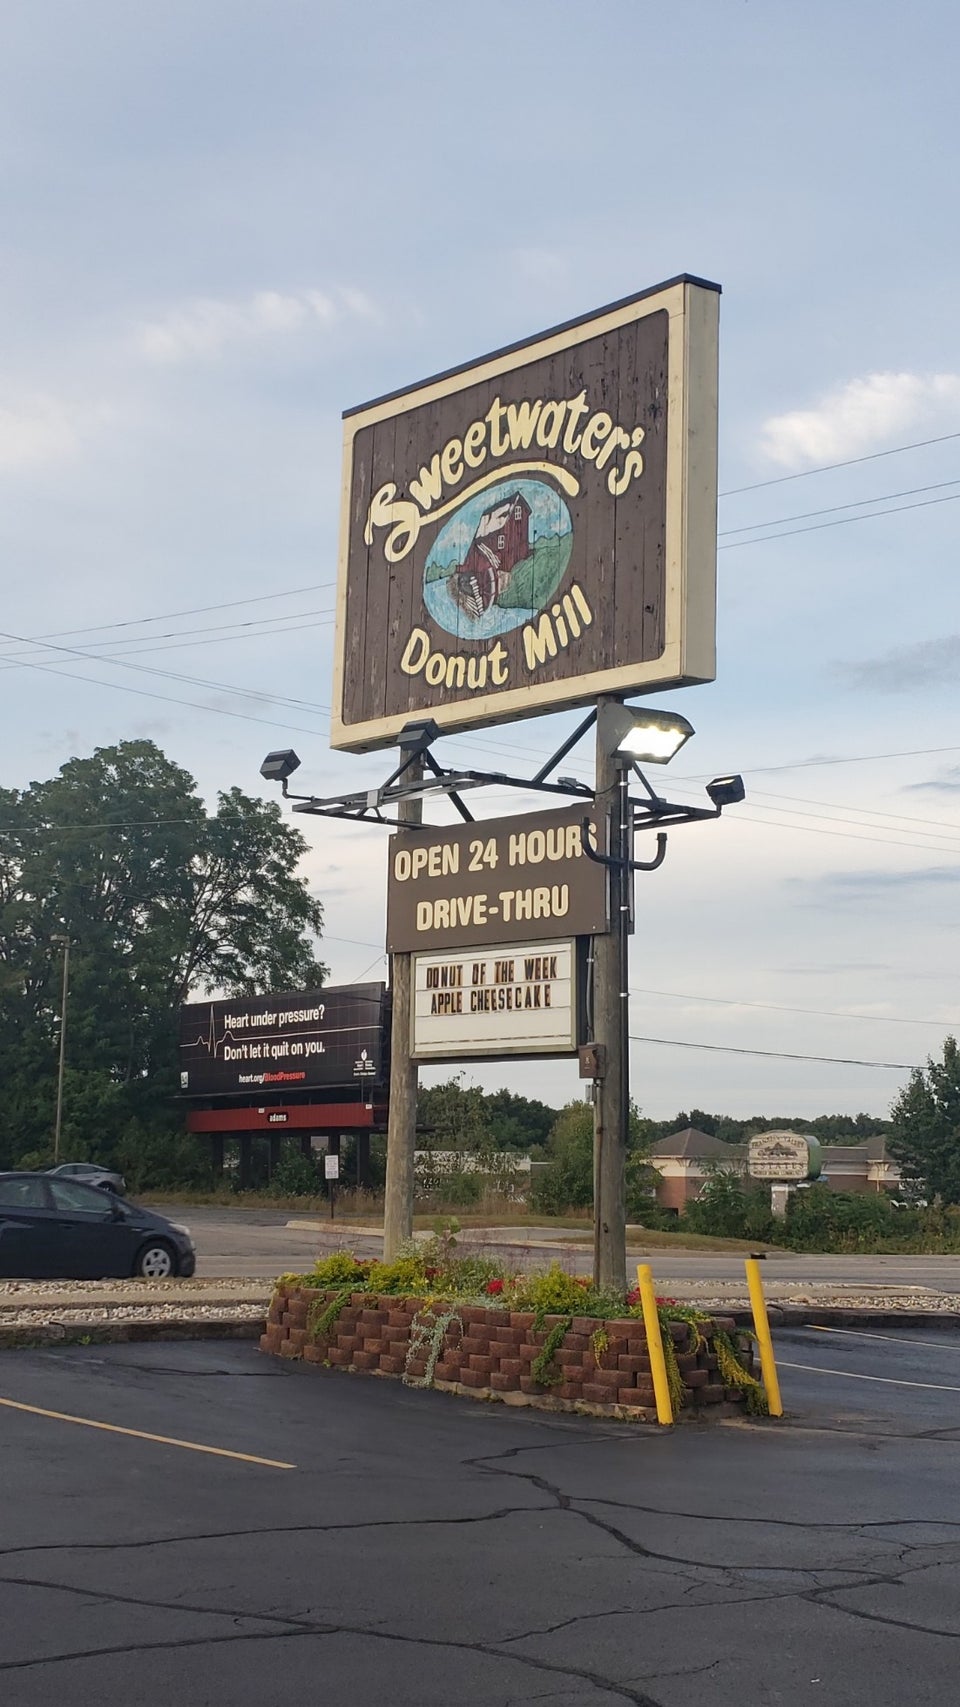 Sweetwater's
Donut Mill
OPEN 24 HOURS
DRIVE-THRU
DONUT OF THE WEEK
APPLE CHEESECAKE
Heart under pressure?
Don't let it quit on you.
heart.org/BloodPressure
adams